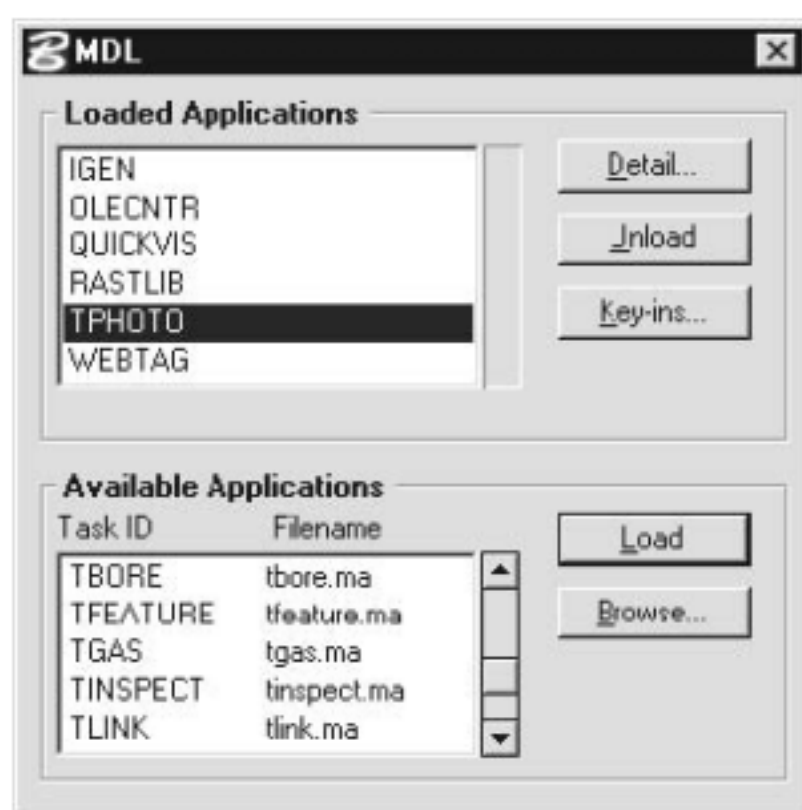 MDL
Loaded Applications
IGEN
OLECNTR
QUICKVIS
RASTLIB
TPHOTO
WEBTAG
Detail...
Unload
Key-ins...
Available Applications
Task ID Filename
TBORE tbore.ma
TFEATURE tfeature.ma
TGAS tgas.ma
TINSPECT tinspect.ma
TLINK tlink.ma
Load
Browse...